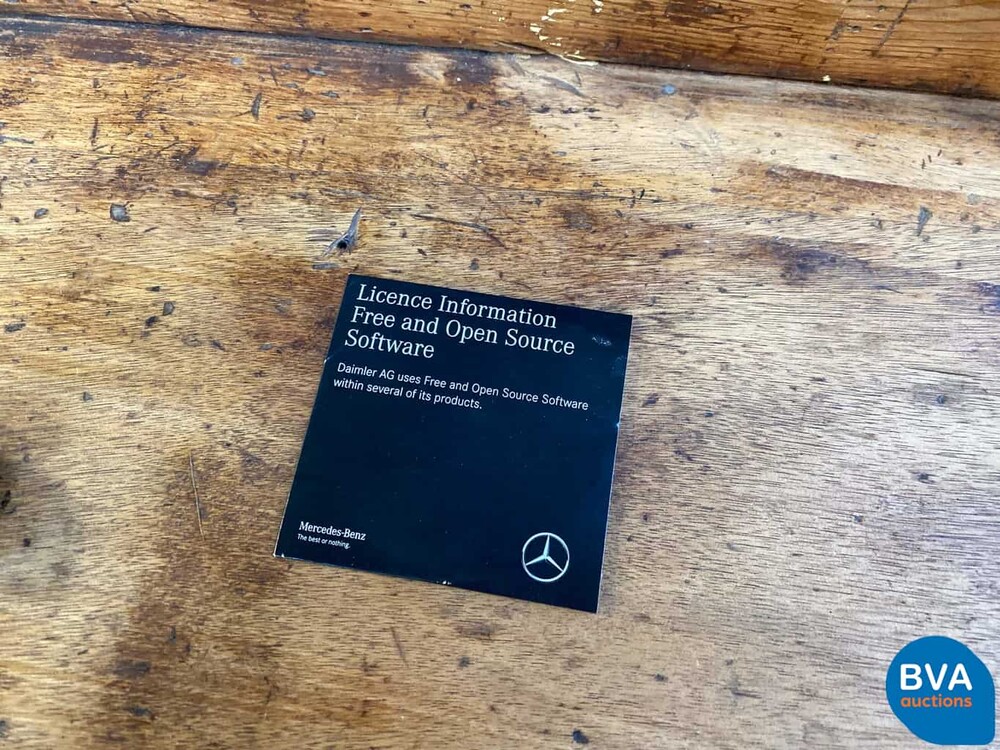 Licence Information
Free and Open Source
Software
Daimler AG uses Free and Open Source Software
within several of its products.
Mercedes-Benz
The best or nothing.
BVA
auctions